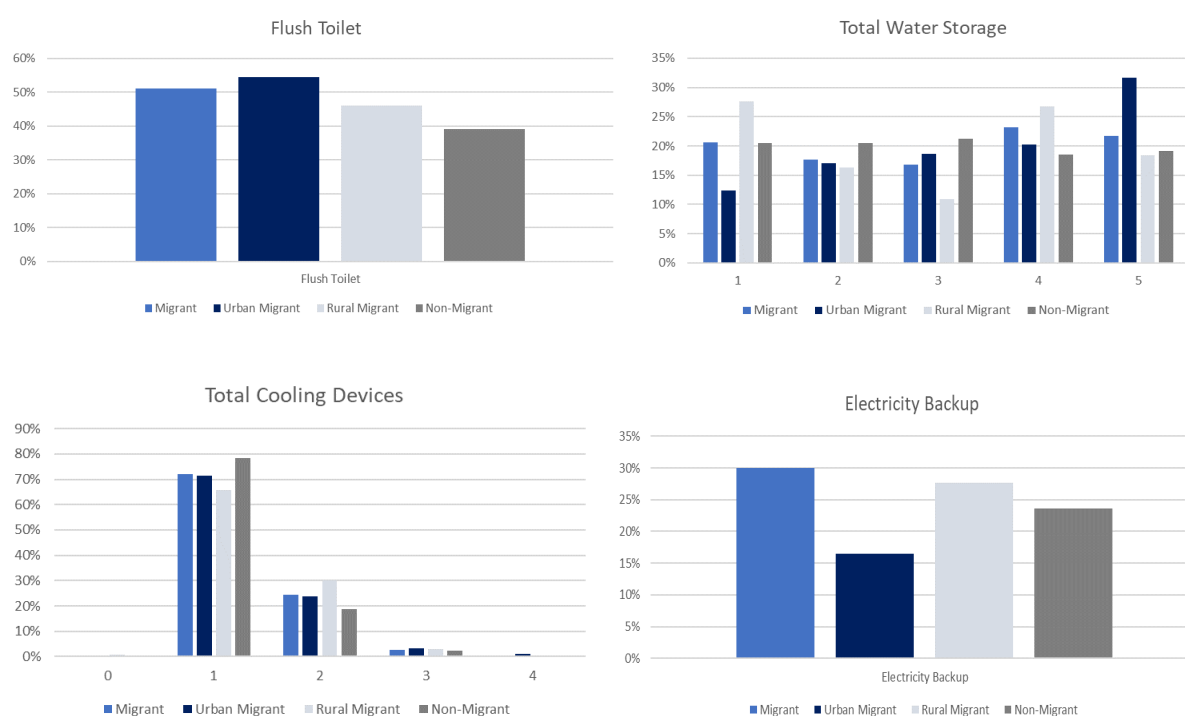 Flush Toilet
60%
50%
40%
30%
20%
10%
0%
Flush Toilet
Migrant Urban Migrant Rural Migrant Non-Migrant
Total Water Storage
35%
30%
25%
20%
15%
10%
5%
0%
1 2 3 4 5
Migrant Urban Migrant Rural Migrant Non-Migrant
Total Cooling Devices
90%
80%
70%
60%
50%
40%
30%
20%
10%
0%
0 1 2 3 4
Migrant Urban Migrant Rural Migrant Non-Migrant
Electricity Backup
35%
30%
25%
20%
15%
10%
5%
0%
Electricity Backup
Migrant Urban Migrant Rural Migrant Non-Migrant